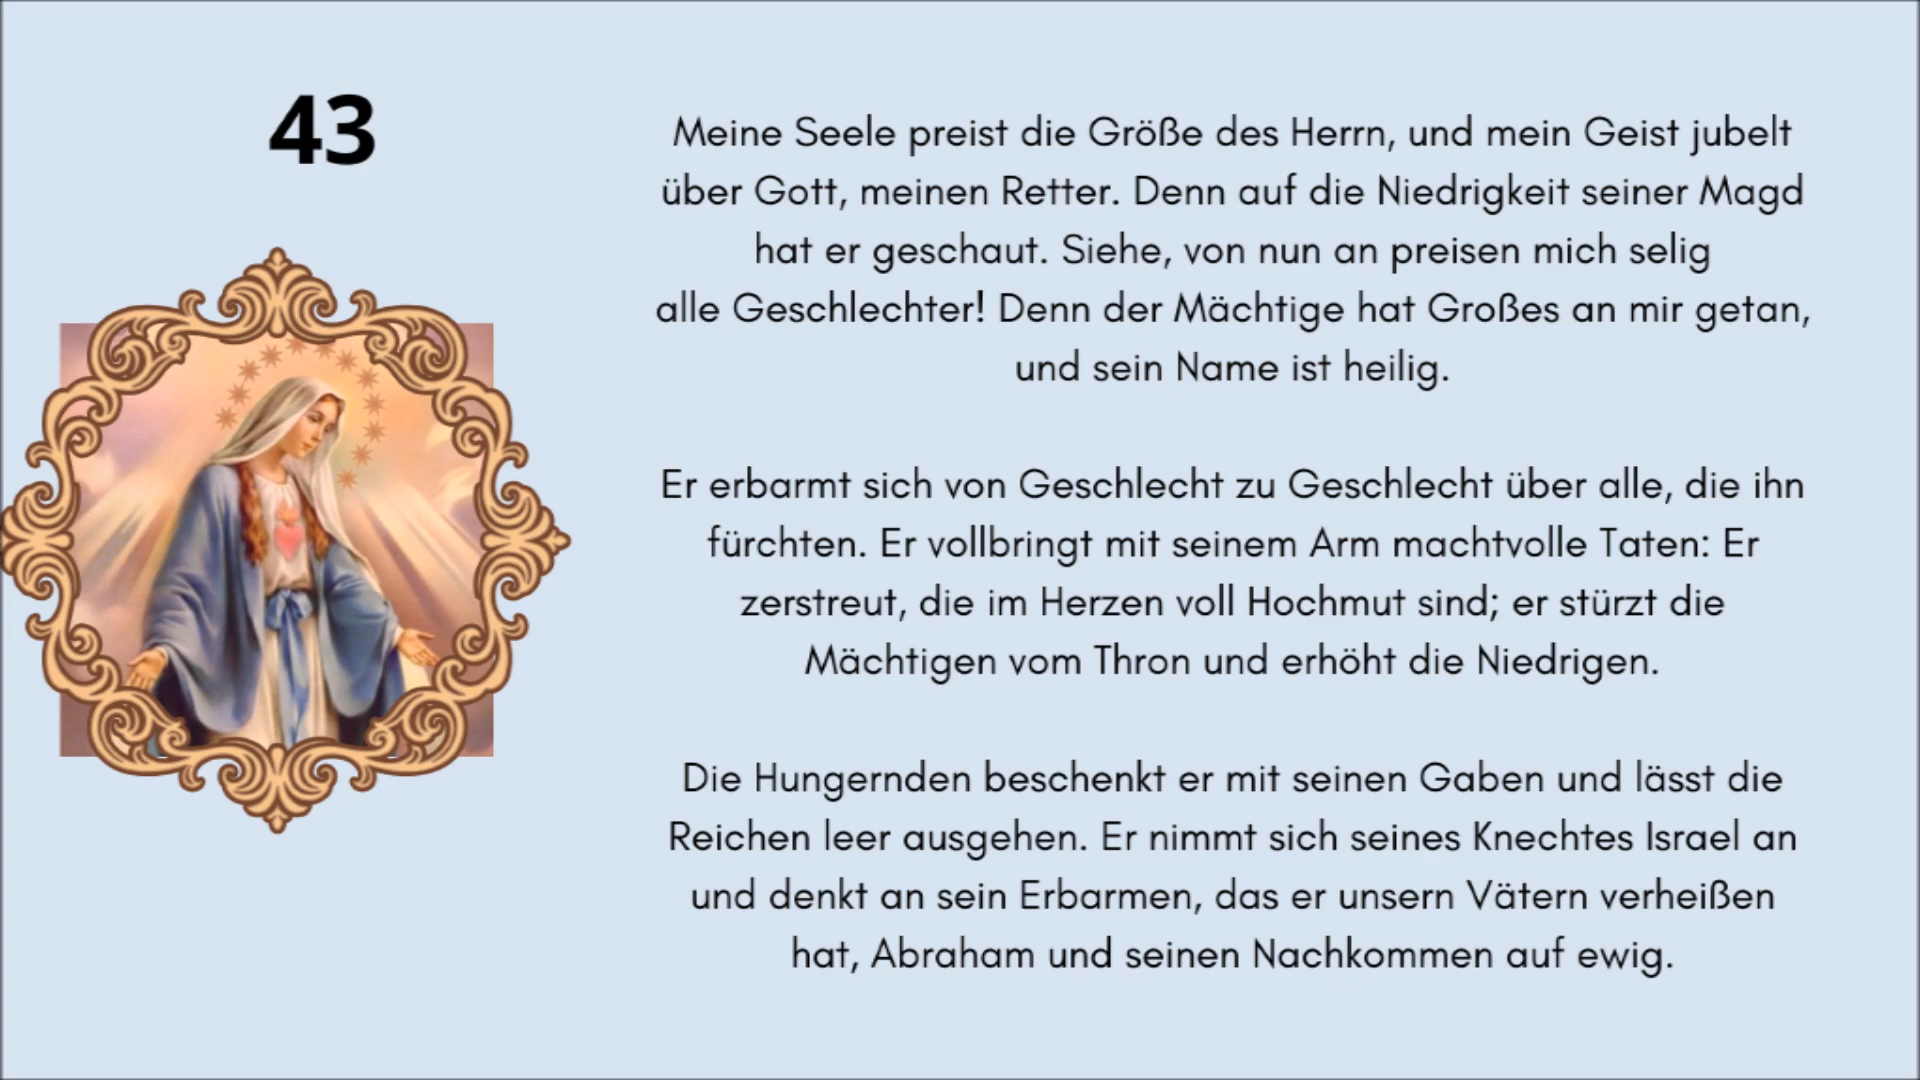 43
Meine Seele preist die Größe des Herrn, und mein Geist jubelt
über Gott, meinen Retter. Denn auf die Niedrigkeit seiner Magd
hat er geschaut. Siehe, von nun an preisen mich selig
alle Geschlechter! Denn der Mächtige hat Großes an mir getan,
und sein Name ist heilig.
Er erbarmt sich von Geschlecht zu Geschlecht über alle, die ihn
fürchten. Er vollbringt mit seinem Arm machtvolle Taten: Er
zerstreut, die im Herzen voll Hochmut sind; er stürzt die
Mächtigen vom Thron und erhöht die Niedrigen.
Die Hungernden beschenkt er mit seinen Gaben und lässt die
Reichen leer ausgehen. Er nimmt sich seines Knechtes Israel an
und denkt an sein Erbarmen, das er unsern Vätern verheißen
hat, Abraham und seinen Nachkommen auf ewig.